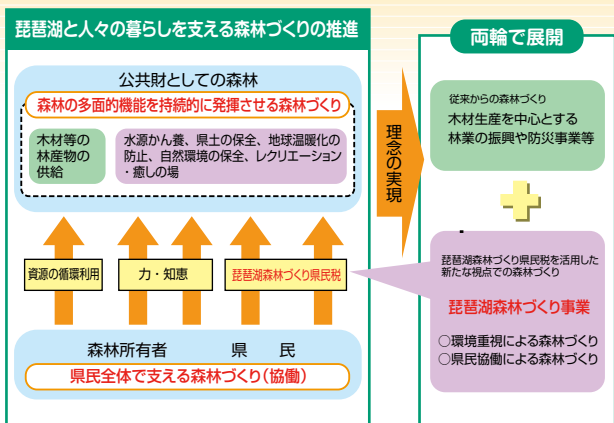 琵琶湖と人々の暮らしを支える森林づくりの推進
公共財としての森林
森林の多面的機能を持続的に発揮させる森林づくり
木材等の
林産物の
供給
水源かん養、県土の保全、地球温暖化の
防止、自然環境の保全、レクリエーション
・癒しの場
資源の循環利用
力・知恵
琵琶湖森林づくり県民税
森林所有者
県　民
県民全体で支える森林づくり(協働)
理念の実現
両輪で展開
従来からの森林づくり
木材生産を中心とする
林業の振興や防災事業等
琵琶湖森林づくり県民税を活用した
新たな視点での森林づくり
琵琶湖森林づくり事業
○環境重視による森林づくり
○県民協働による森林づくり